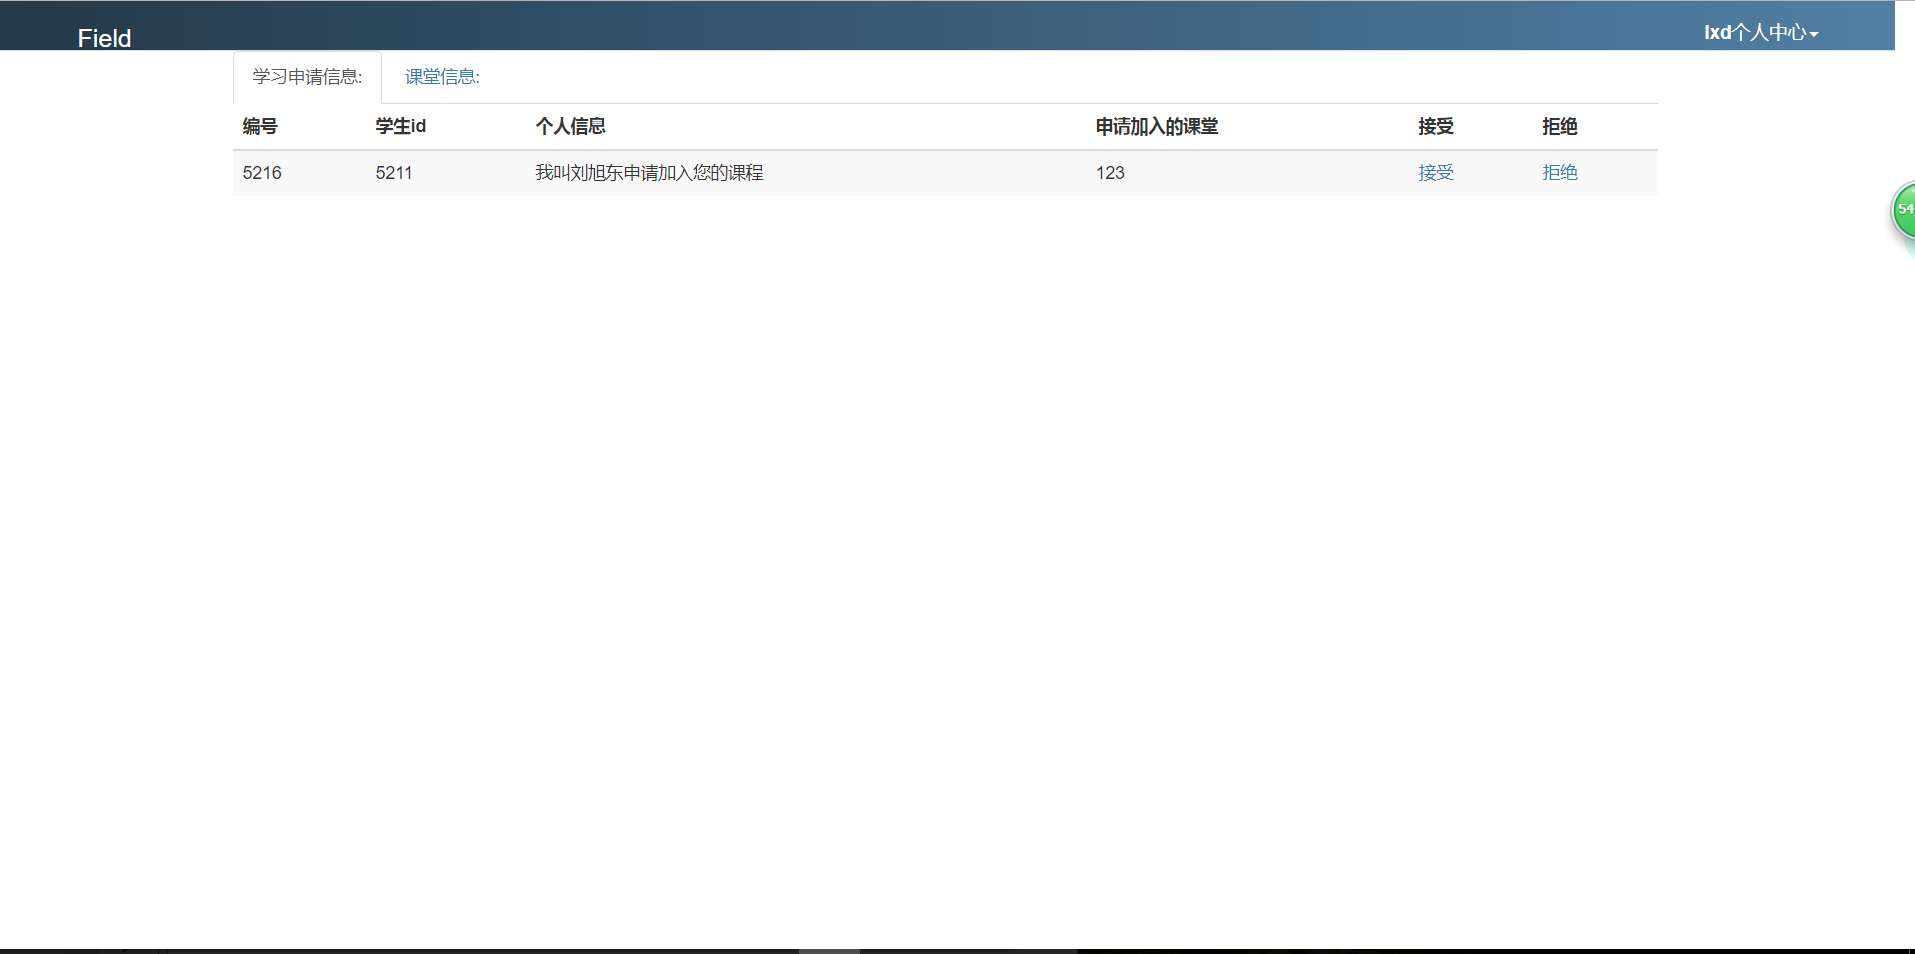 Field
lxd个人中心
学习申请信息: 课堂信息:
编号 学生id 个人信息 申请加入的课堂 接受 拒绝
5216 5211 我叫刘旭东申请加入您的课程 123 接受 拒绝
54